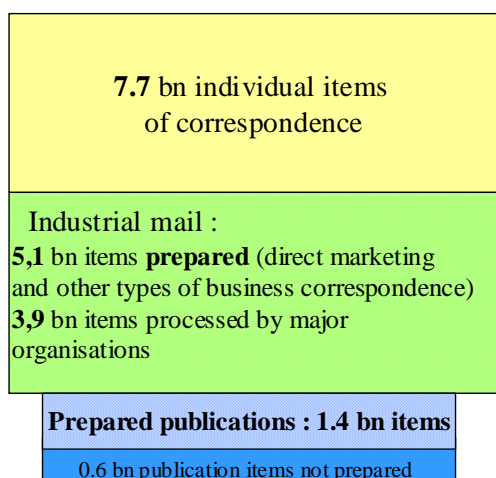 7.7 bn individual items
of correspondence
Industrial mail :
5,1 bn items prepared (direct marketing
and other types of business correspondence)
3,9 bn items processed by major
organisations
Prepared publications : 1.4 bn items
0.6 bn publication items not prepared